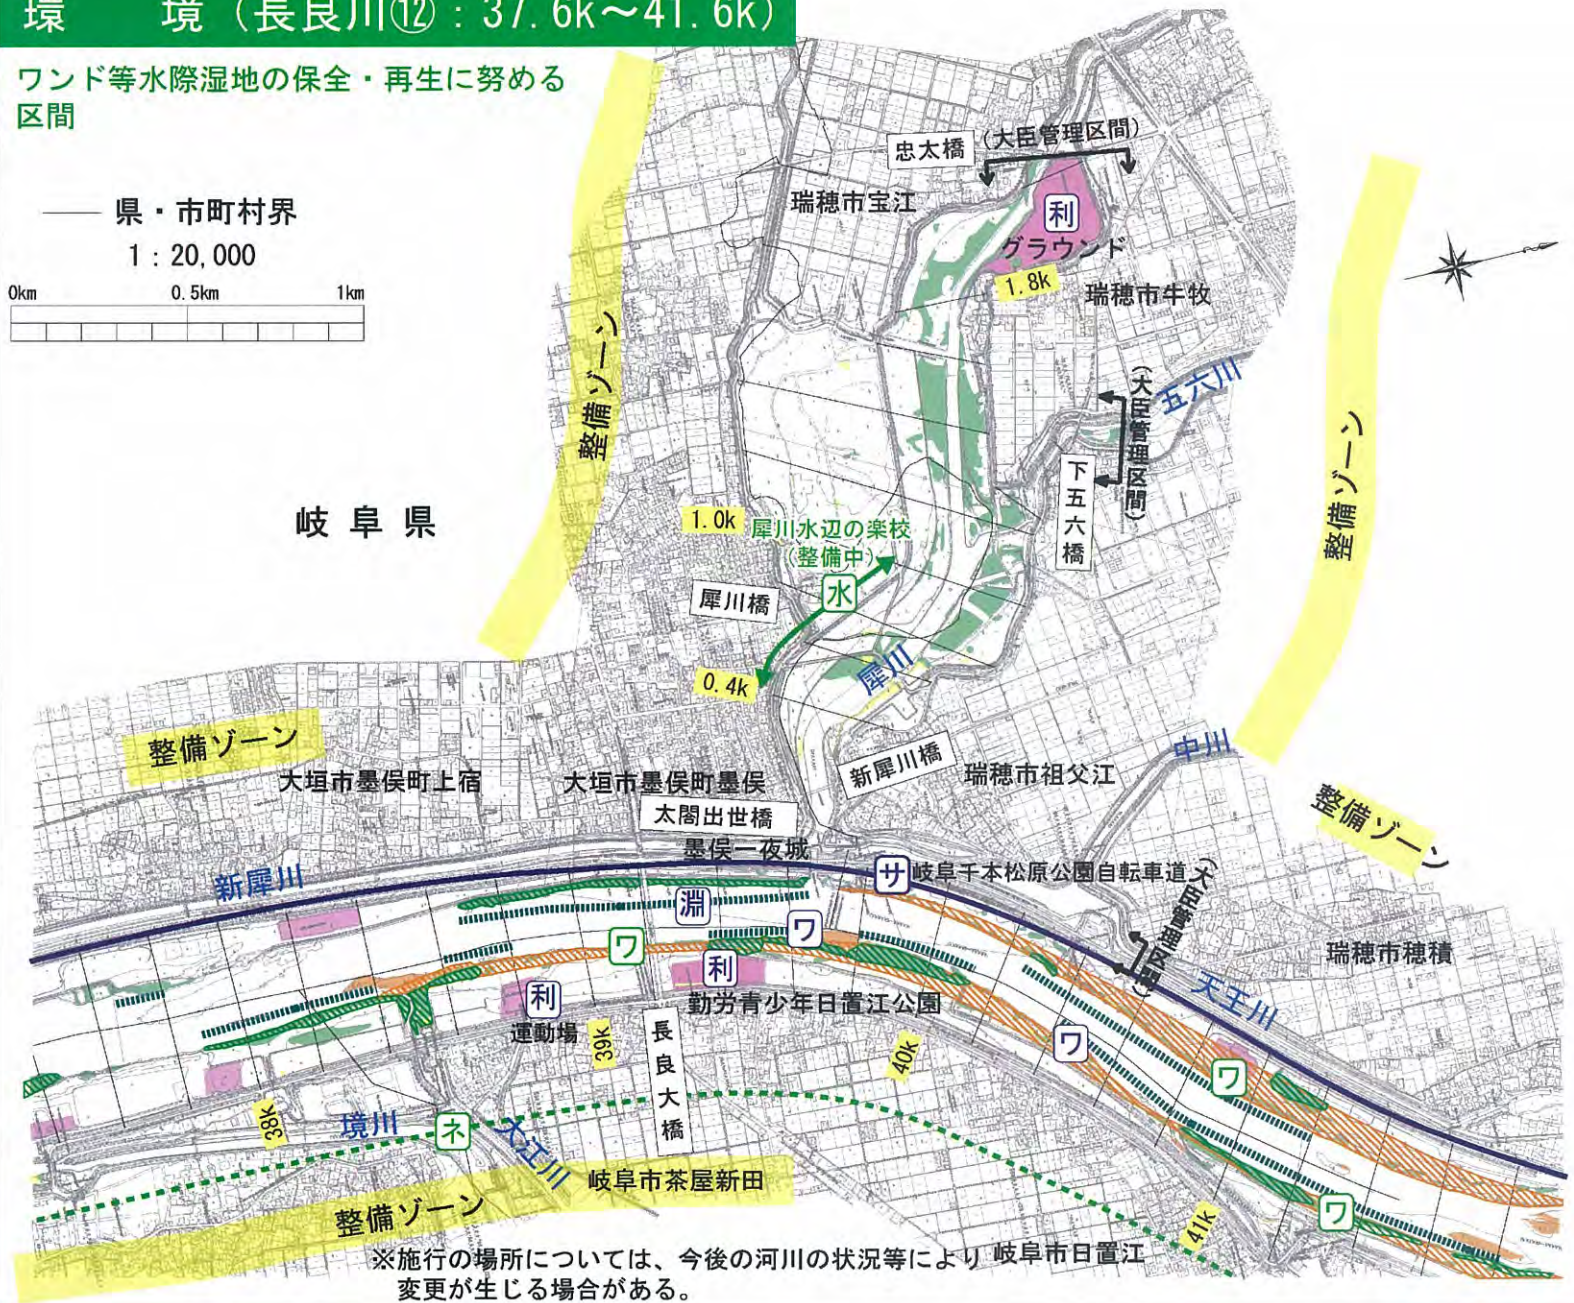 環 境（長良川⑫：37.6k～41.6k）
ワンド等水際湿地の保全・再生に努める
区間
県・市町村界
1：20,000
0km 0.5km 1km
忠太橋
（大臣管理区間）
瑞穂市宝江
利
グラウンド
1.8k
瑞穂市牛牧
整備ゾーン
五六川
（大臣管理区間）
下五六橋
整備ゾーン
岐阜県
1.0k
犀川水辺の楽校
（整備中）
水
犀川橋
0.4k
犀川
整備ゾーン
大垣市墨俣町上宿
大垣市墨俣町墨俣
新犀川橋
瑞穂市祖父江
中川
整備ゾーン
太閤出世橋
墨俣一夜城
新犀川
サ
岐阜千本松原公園自転車道
（大臣管理区間）
瑞穂市穂積
淵
ワ
ワ
利
勤労青少年日置江公園
利
運動場
天王川
39k
長良大橋
40k
ワ
ワ
38k
境川
ネ
大江川
岐阜市茶屋新田
整備ゾーン
41k
ワ
岐阜市日置江
※施行の場所については、今後の河川の状況等により
変更が生じる場合がある。